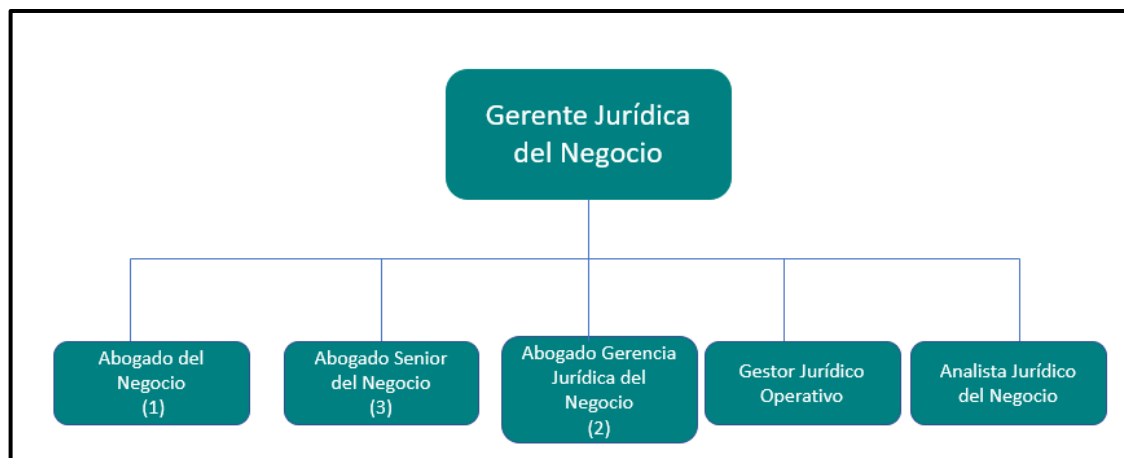 Gerente Jurídica
del Negocio
Abogado del
Negocio
(1)
Abogado Senior
del Negocio
(3)
Abogado Gerencia
Jurídica del
Negocio
(2)
Gestor Jurídico
Operativo
Analista Jurídico
del Negocio